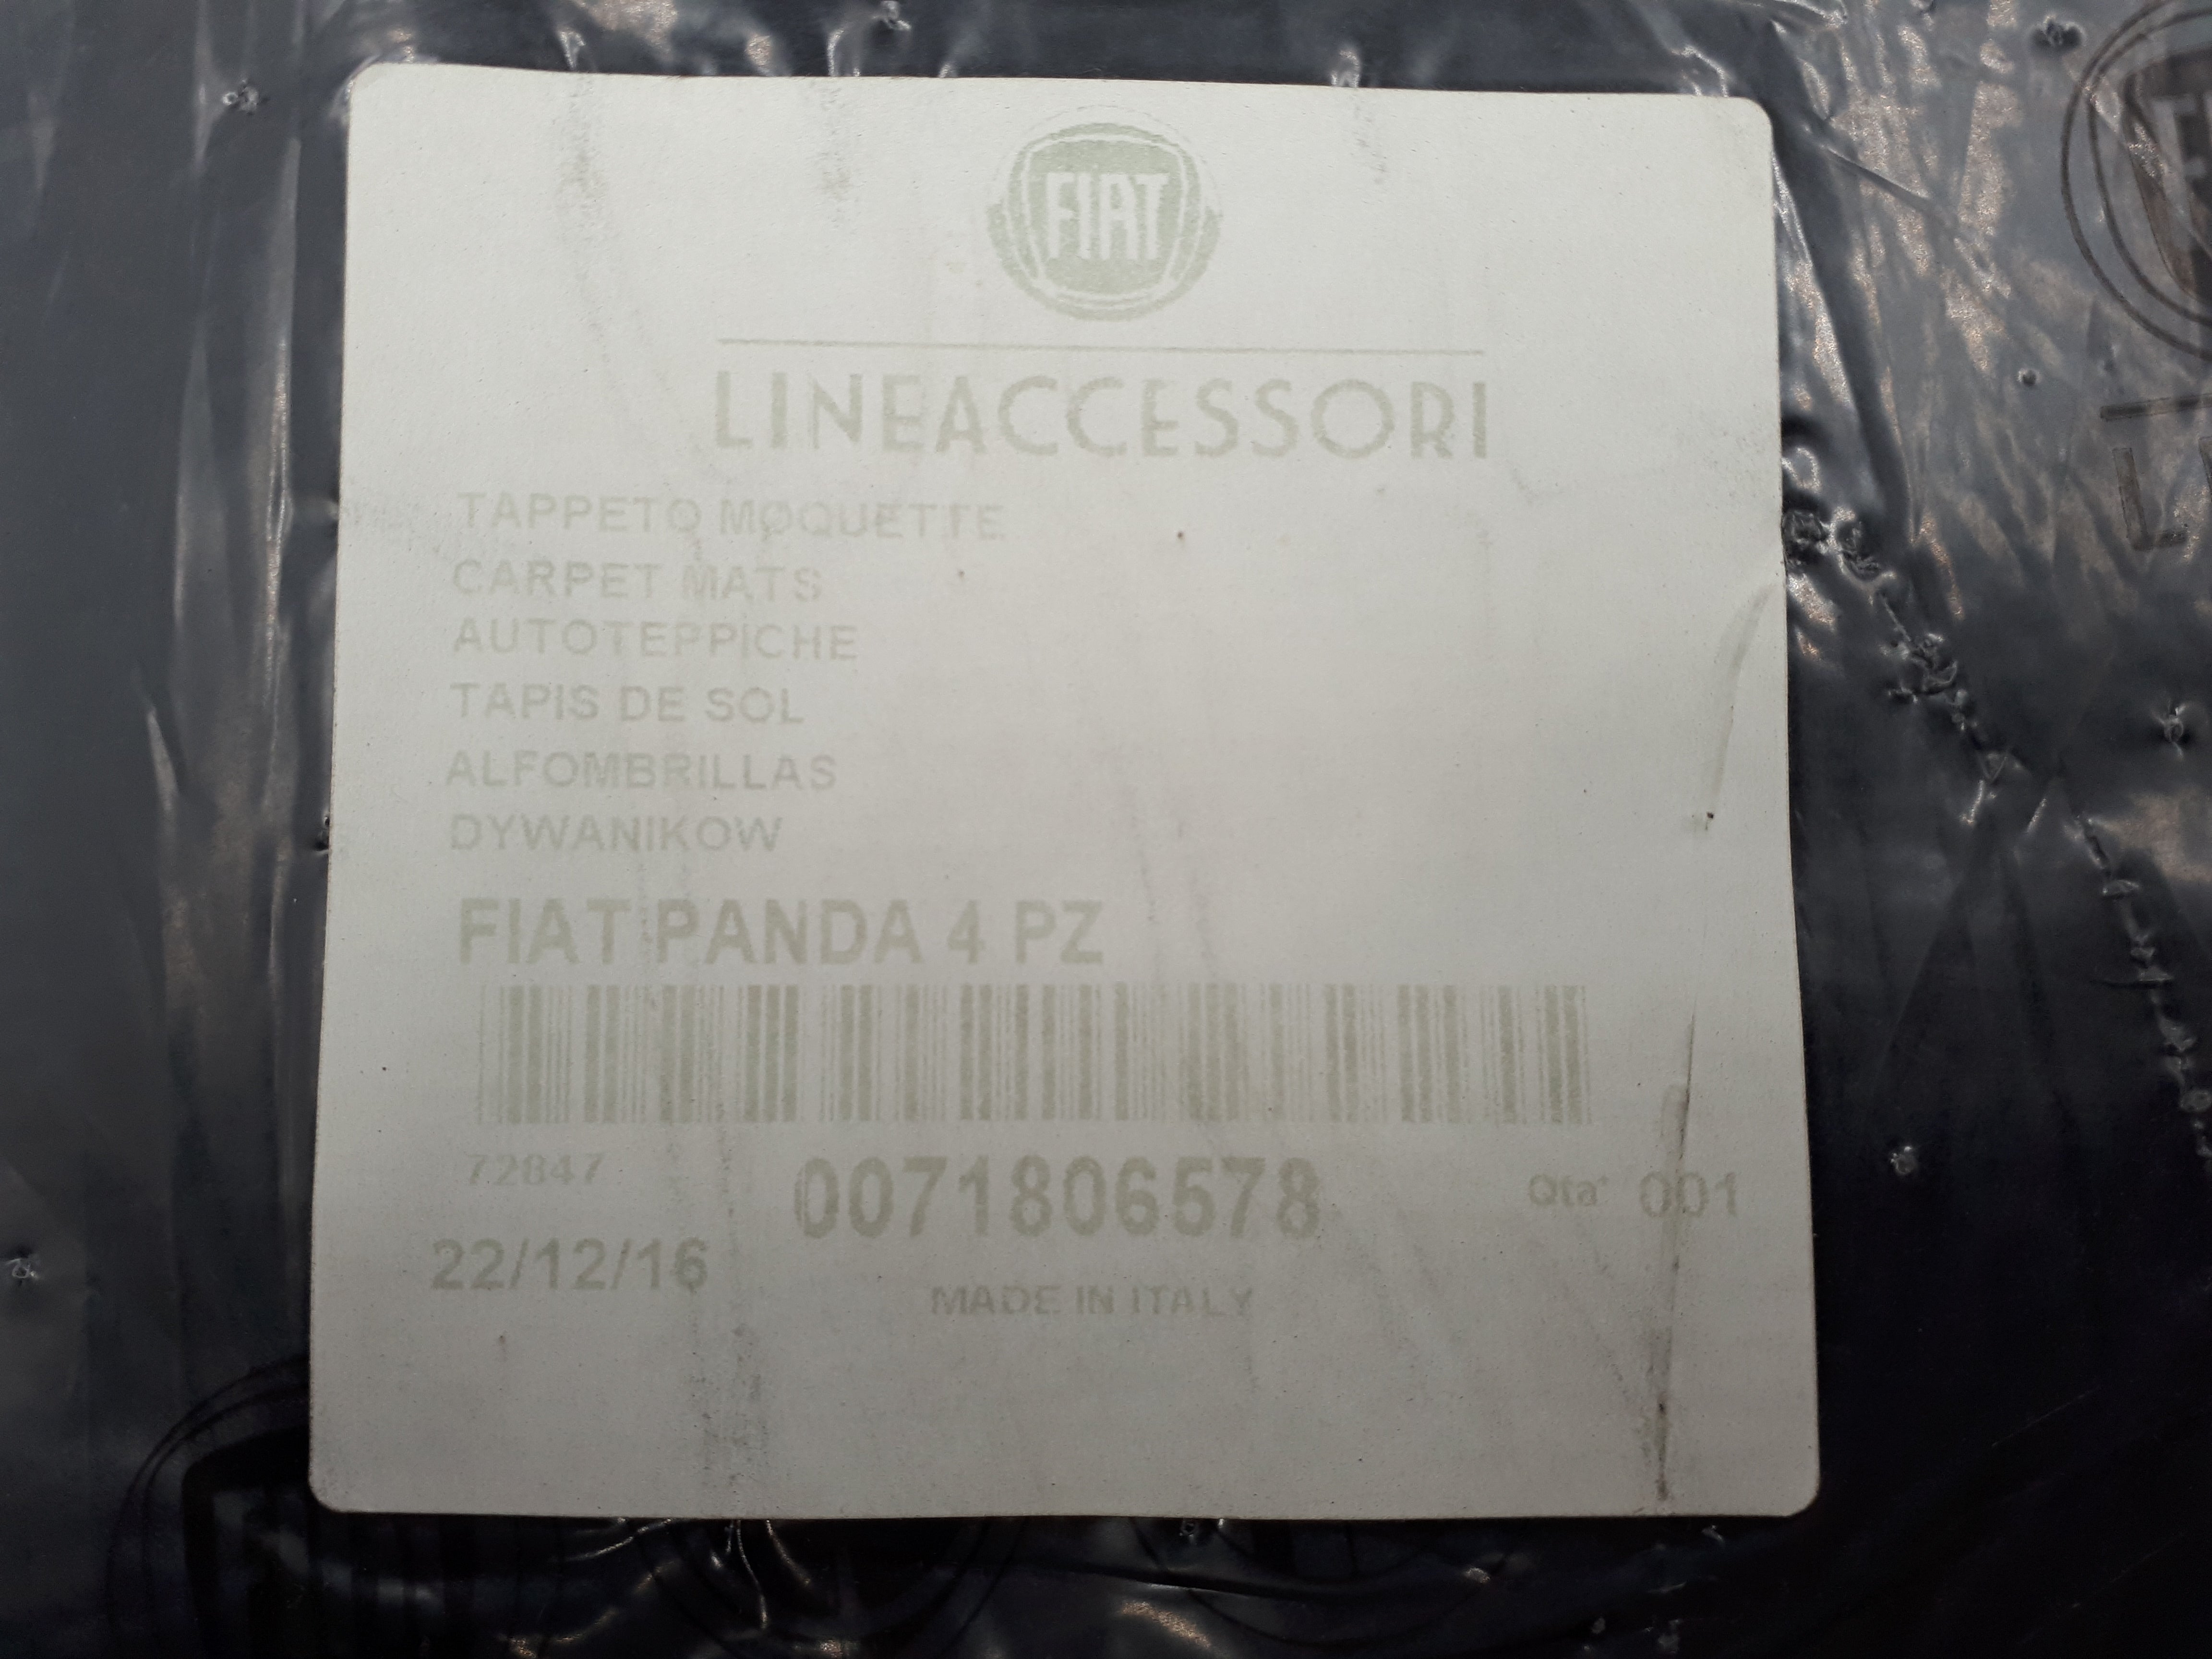 FIAT
LINEACCESSORI
TAPPETO MOQUETTE
CARPET MATS
AUTOTEPPICHE
TAPIS DE SOL
ALFOMBRILLAS
DYWANIKOW
FIAT PANDA 4 PZ
72847
0071806578
Qta' 001
22/12/16
MADE IN ITALY